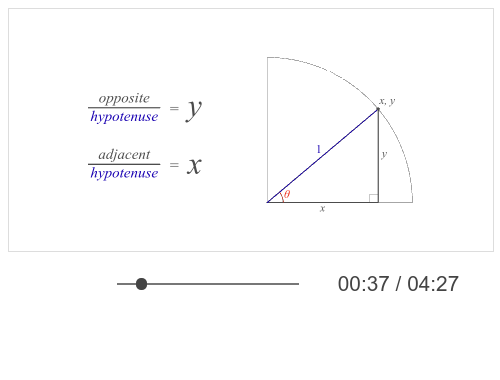 opposite
hypotenuse
= y
adjacent
hypotenuse
= x
x, y
1
y
θ
x
00:37 / 04:27